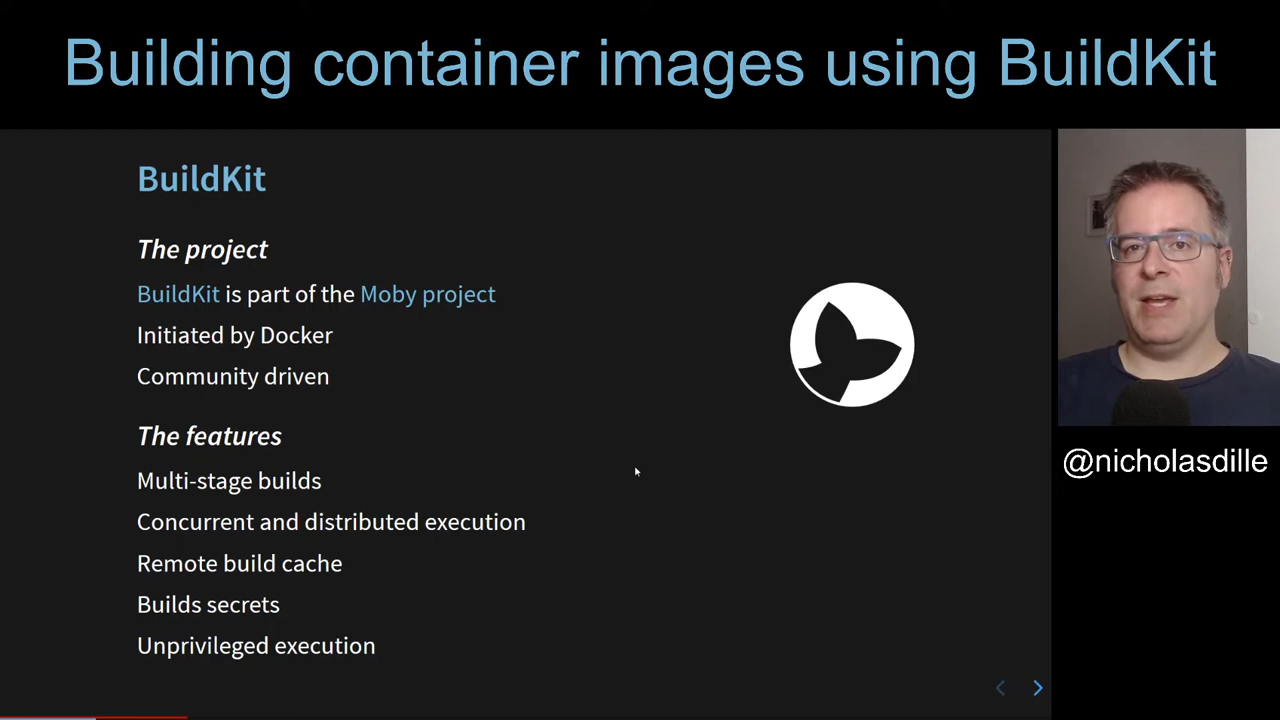 Building container images using BuildKit
BuildKit
The project
BuildKit is part of the Moby project
Initiated by Docker
Community driven
The features
Multi-stage builds
Concurrent and distributed execution
Remote build cache
Builds secrets
Unprivileged execution
@nicholasdille